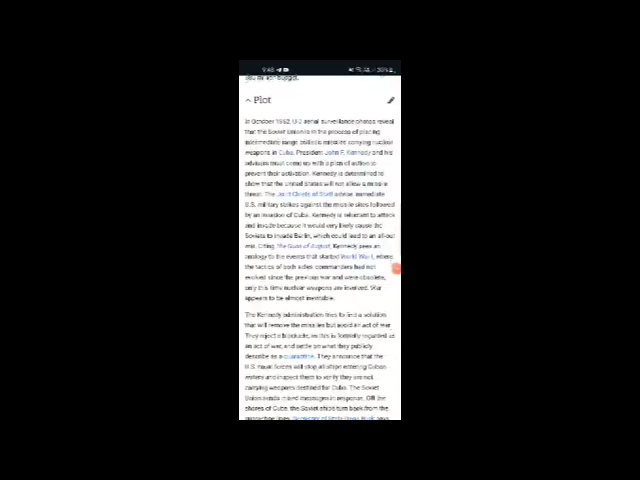 Plot
In October 1962, U-2 aerial surveillance photos reveal
that the Soviet Union is in the process of placing
intermediate-range ballistic missiles carrying nuclear
weapons in Cuba. President John F. Kennedy and his
advisors must come up with a plan of action to
prevent their activation. Kennedy is determined to
show that the United States will not allow a missile
threat. The Joint Chiefs of Staff advise immediate
U.S. military strikes against the missile sites followed
by an invasion of Cuba. Kennedy is reluctant to attack
and invade because it would very likely cause the
Soviets to invade Berlin, which could lead to an all-out
war. Citing The Guns of August, Kennedy sees an
analogy to the events that started World War I, where
the tactics of both sides' commanders had not
evolved since the previous war and were obsolete,
only this time nuclear weapons are involved. War
appears to be almost inevitable.
The Kennedy administration tries to find a solution
that will remove the missiles but avoid an act of war.
They reject a blockade, as this is formally regarded as
an act of war, and settle on what they publicly
describe as a quarantine. They announce that the
U.S. naval forces will stop all ships entering Cuban
waters and inspect them to verify they are not
carrying weapons destined for Cuba. The Soviet
Union sends mixed messages in response. Off the
shores of Cuba, the Soviet ships turn back from the
quarantine lines. Secretary of State Dean Rusk says